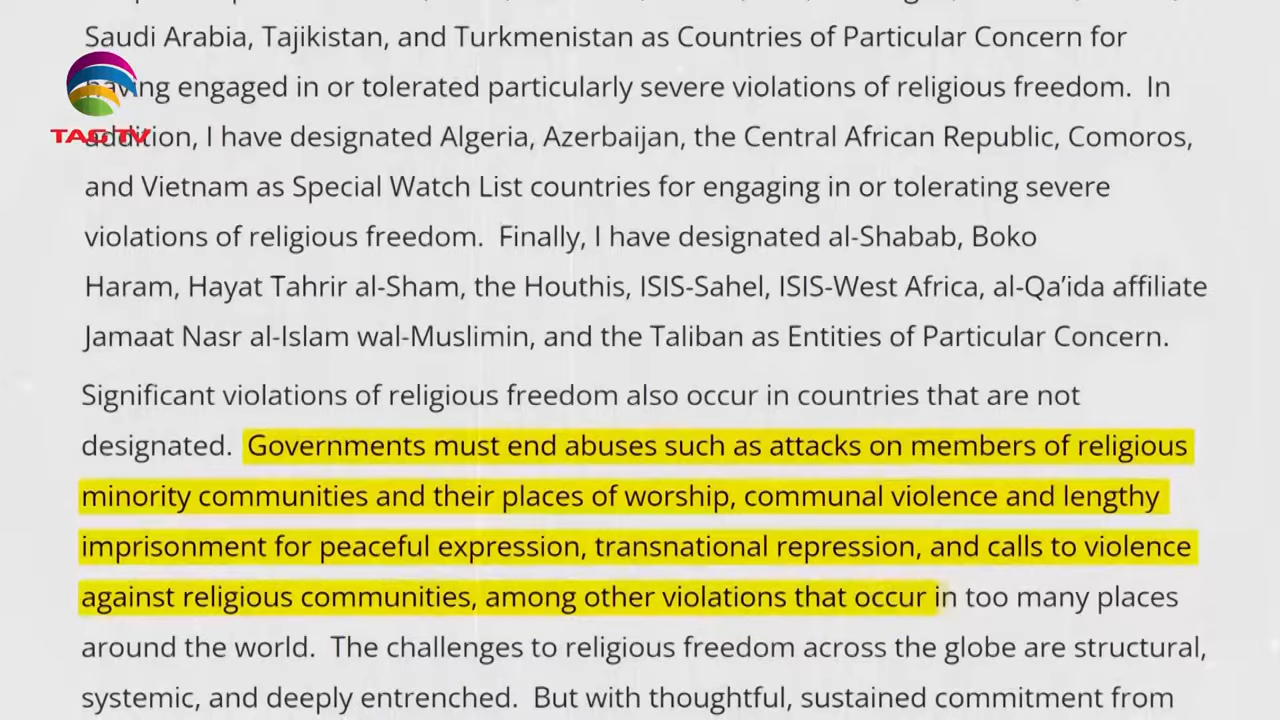 Saudi Arabia, Tajikistan, and Turkmenistan as Countries of Particular Concern for
having engaged in or tolerated particularly severe violations of religious freedom. In
addition, I have designated Algeria, Azerbaijan, the Central African Republic, Comoros,
and Vietnam as Special Watch List countries for engaging in or tolerating severe
violations of religious freedom. Finally, I have designated al-Shabab, Boko
Haram, Hayat Tahrir al-Sham, the Houthis, ISIS-Sahel, ISIS-West Africa, al-Qa’ida affiliate
Jamaat Nasr al-Islam wal-Muslimin, and the Taliban as Entities of Particular Concern.
Significant violations of religious freedom also occur in countries that are not
designated. Governments must end abuses such as attacks on members of religious
minority communities and their places of worship, communal violence and lengthy
imprisonment for peaceful expression, transnational repression, and calls to violence
against religious communities, among other violations that occur in too many places
around the world. The challenges to religious freedom across the globe are structural,
systemic, and deeply entrenched. But with thoughtful, sustained commitment from
TAG TV